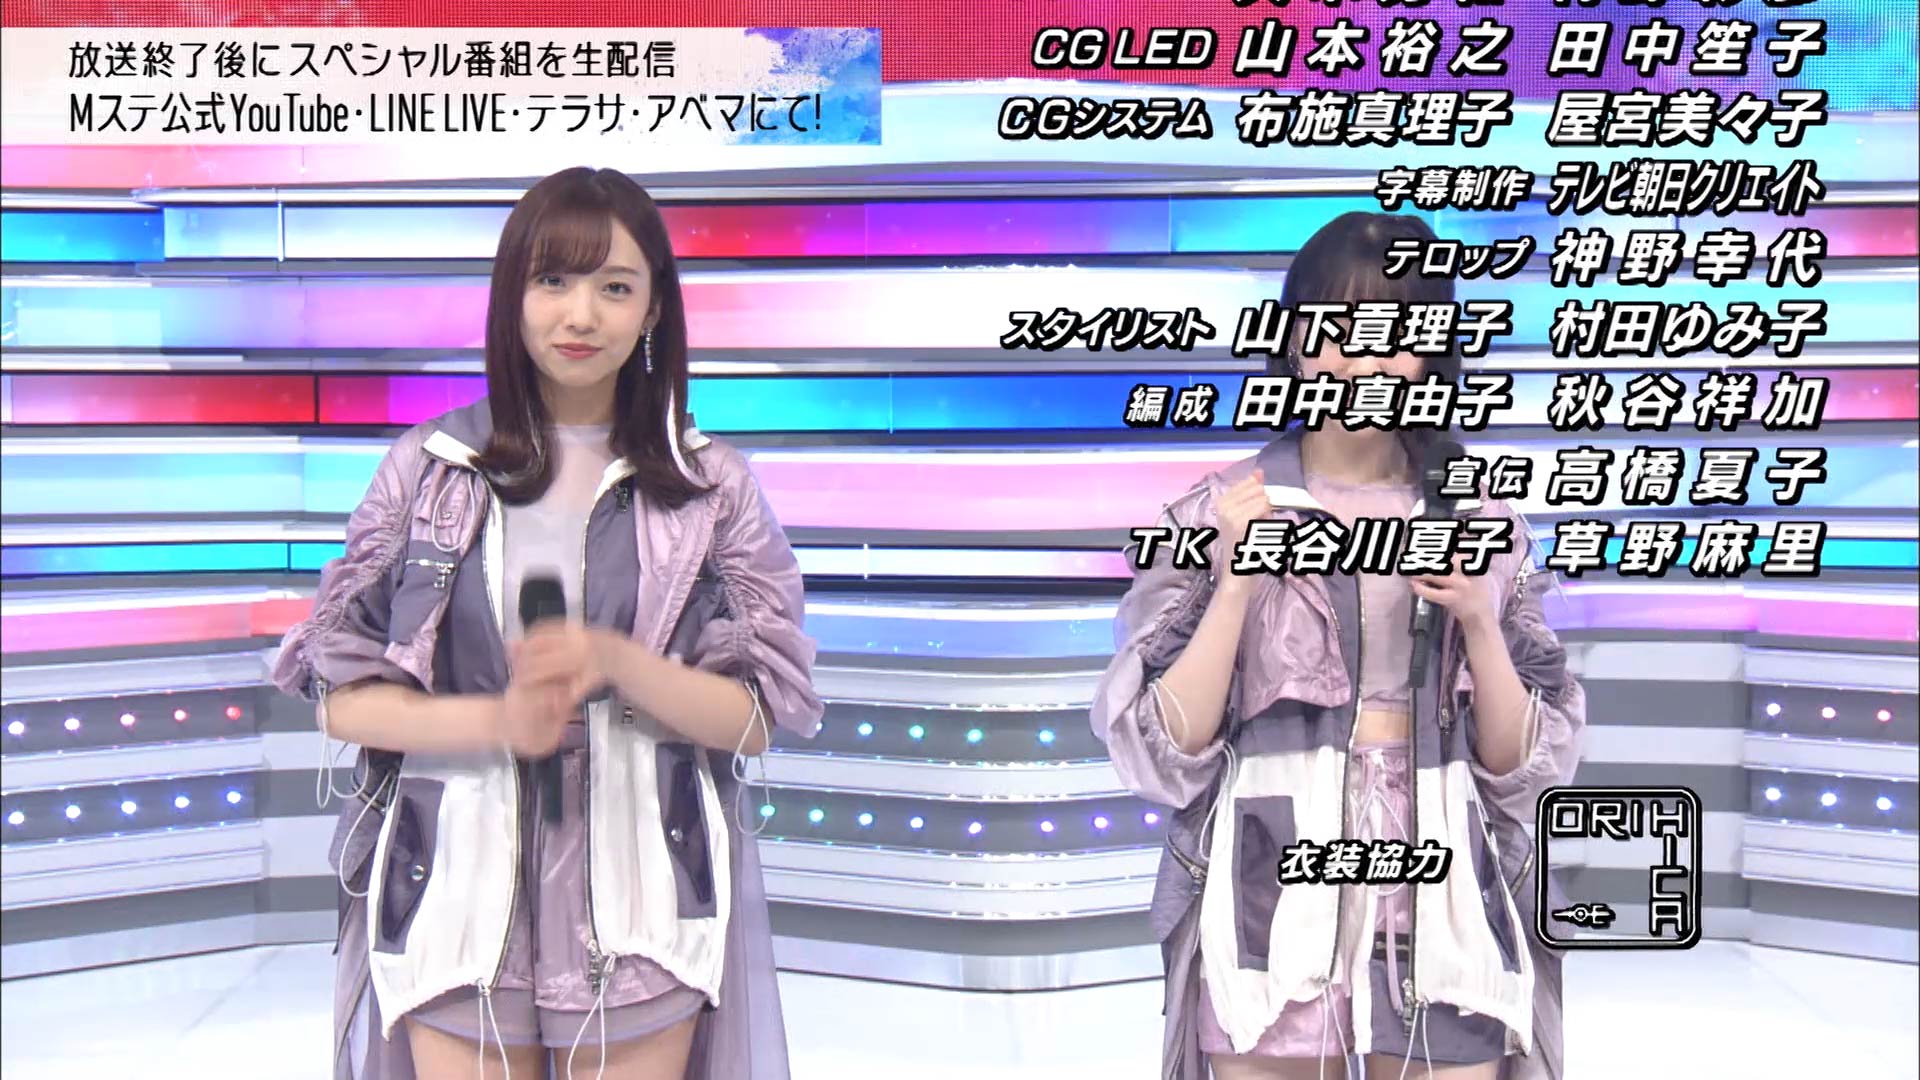 放送終了後にスペシャル番組を生配信
Mステ公式YouTube・LINE LIVE・テラサ・アベマにて!
CG LED 山本裕之 田中笙子
CGシステム 布施真理子 屋宮美々子
字幕制作 テレビ朝日クリエイト
テロップ 神野幸代
スタイリスト 山下貢理子 村田ゆみ子
編成 田中真由子 秋谷祥加
宣伝 高橋夏子
TK 長谷川夏子 草野麻里
衣装協力
ORIHICA